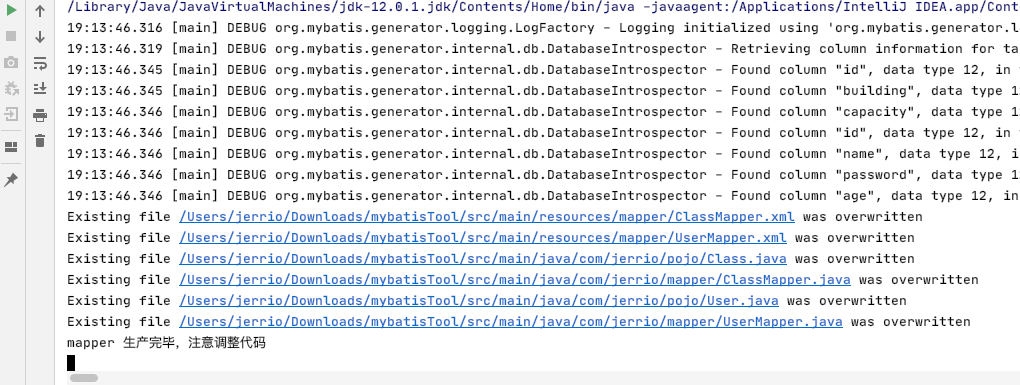 /Library/Java/JavaVirtualMachines/jdk-12.0.1.jdk/Contents/Home/bin/java -javaagent:/Applications/IntelliJ IDEA.app/Cont
19:13:46.316 [main] DEBUG org.mybatis.generator.logging.LogFactory - Logging initialized using 'org.mybatis.generator.l
19:13:46.319 [main] DEBUG org.mybatis.generator.internal.db.DatabaseIntrospector - Retrieving column information for ta
19:13:46.345 [main] DEBUG org.mybatis.generator.internal.db.DatabaseIntrospector - Found column "id", data type 12, in
19:13:46.345 [main] DEBUG org.mybatis.generator.internal.db.DatabaseIntrospector - Found column "building", data type 1
19:13:46.346 [main] DEBUG org.mybatis.generator.internal.db.DatabaseIntrospector - Found column "capacity", data type 1
19:13:46.346 [main] DEBUG org.mybatis.generator.internal.db.DatabaseIntrospector - Found column "id", data type 12, in
19:13:46.346 [main] DEBUG org.mybatis.generator.internal.db.DatabaseIntrospector - Found column "name", data type 12, i
19:13:46.346 [main] DEBUG org.mybatis.generator.internal.db.DatabaseIntrospector - Found column "password", data type 1
19:13:46.346 [main] DEBUG org.mybatis.generator.internal.db.DatabaseIntrospector - Found column "age", data type 12, in
Existing file /Users/jerrio/Downloads/mybatisTool/src/main/resources/mapper/ClassMapper.xml was overwritten
Existing file /Users/jerrio/Downloads/mybatisTool/src/main/resources/mapper/UserMapper.xml was overwritten
Existing file /Users/jerrio/Downloads/mybatisTool/src/main/java/com/jerrio/pojo/Class.java was overwritten
Existing file /Users/jerrio/Downloads/mybatisTool/src/main/java/com/jerrio/mapper/ClassMapper.java was overwritten
Existing file /Users/jerrio/Downloads/mybatisTool/src/main/java/com/jerrio/pojo/User.java was overwritten
Existing file /Users/jerrio/Downloads/mybatisTool/src/main/java/com/jerrio/mapper/UserMapper.java was overwritten
mapper 生产完毕，注意调整代码